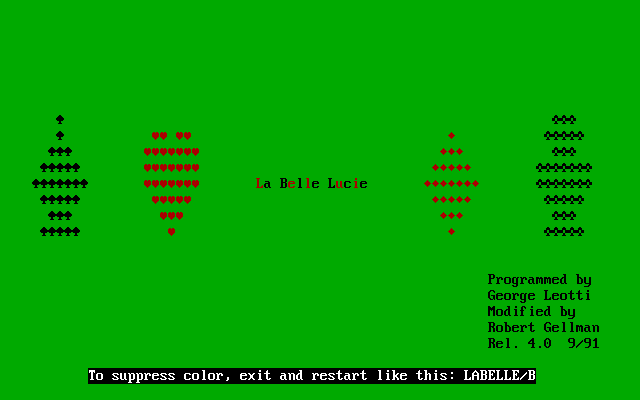 La Belle Lucie
Programmed by
George Leotti
Modified by
Robert Gellman
Rel. 4.0  9/91
To suppress color, exit and restart like this: LABELLE/B